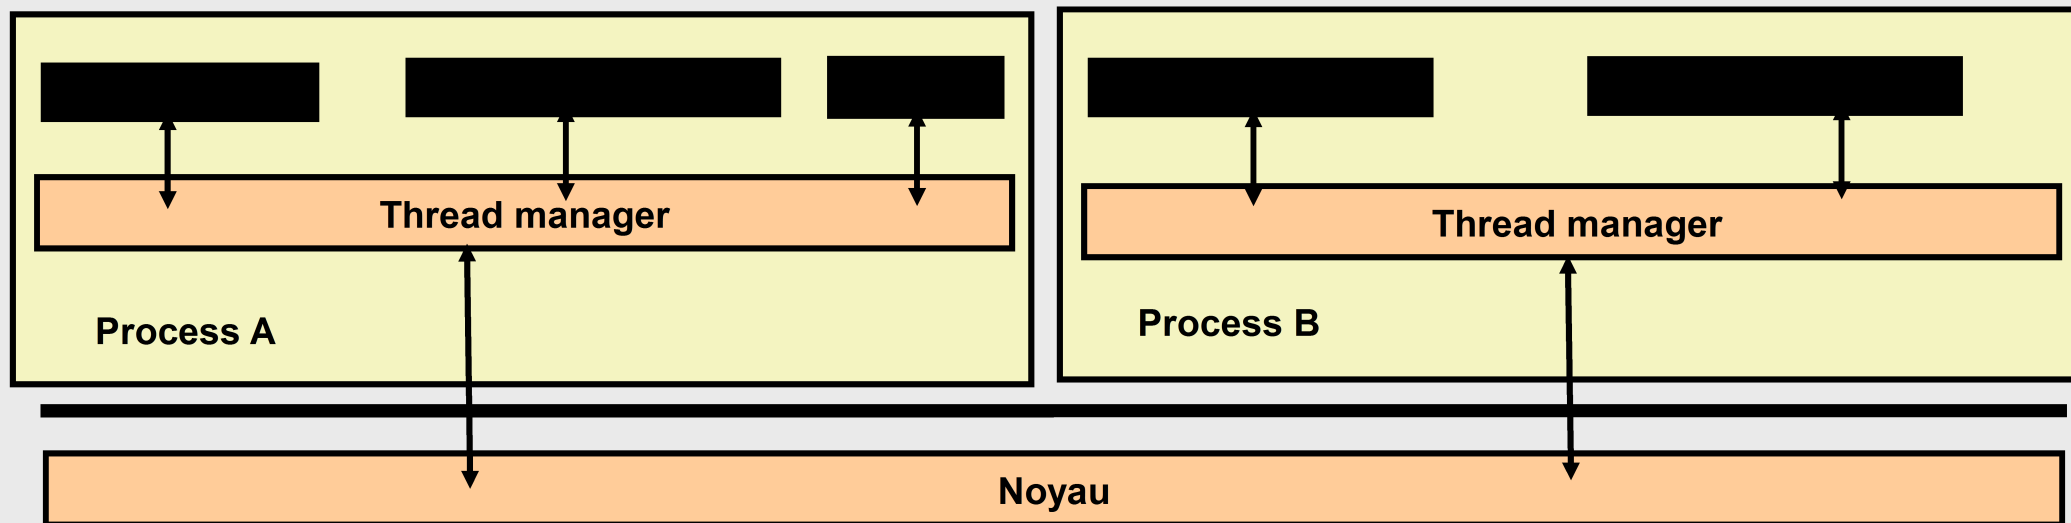 Thread manager
Thread manager
Process A
Process B
Noyau